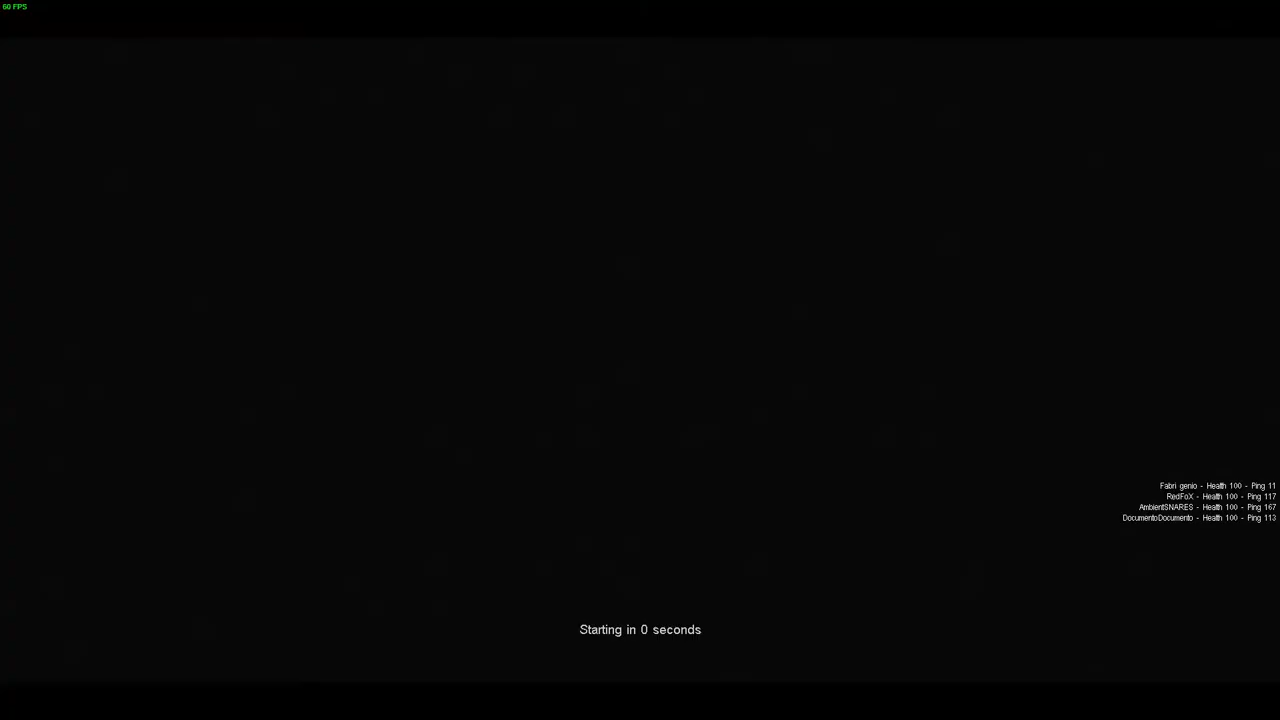 60 FPS
Fabri genio - Health 100 - Ping 11
RedFoX - Health 100 - Ping 117
AmbientSNARES - Health 100 - Ping 167
DocumentoDocumento - Health 100 - Ping 113
Starting in 0 seconds